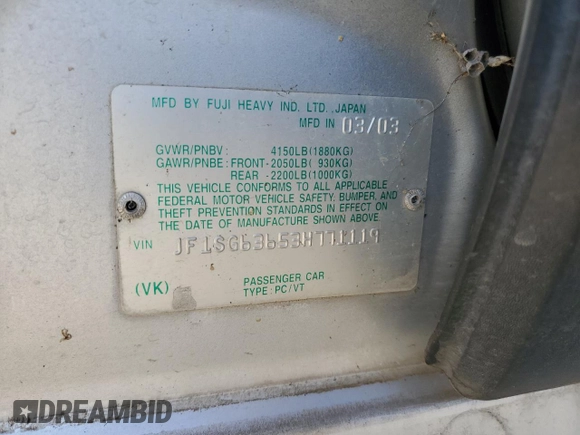 MFD BY FUJI HEAVY IND. LTD. JAPAN
MFD IN 03/03
GVWR/PNBV : 4150LB(1880KG)
GAWR/PNBE : FRONT-2050LB( 930KG)
REAR -2200LB(1000KG)
THIS VEHICLE CONFORMS TO ALL APPLICABLE
FEDERAL MOTOR VEHICLE SAFETY, BUMPER, AND
THEFT PREVENTION STANDARDS IN EFFECT ON
THE DATE OF MANUFACTURE SHOWN ABOVE.
VIN
(VK)
PASSENGER CAR
TYPE : PC/VT
DREAMBID